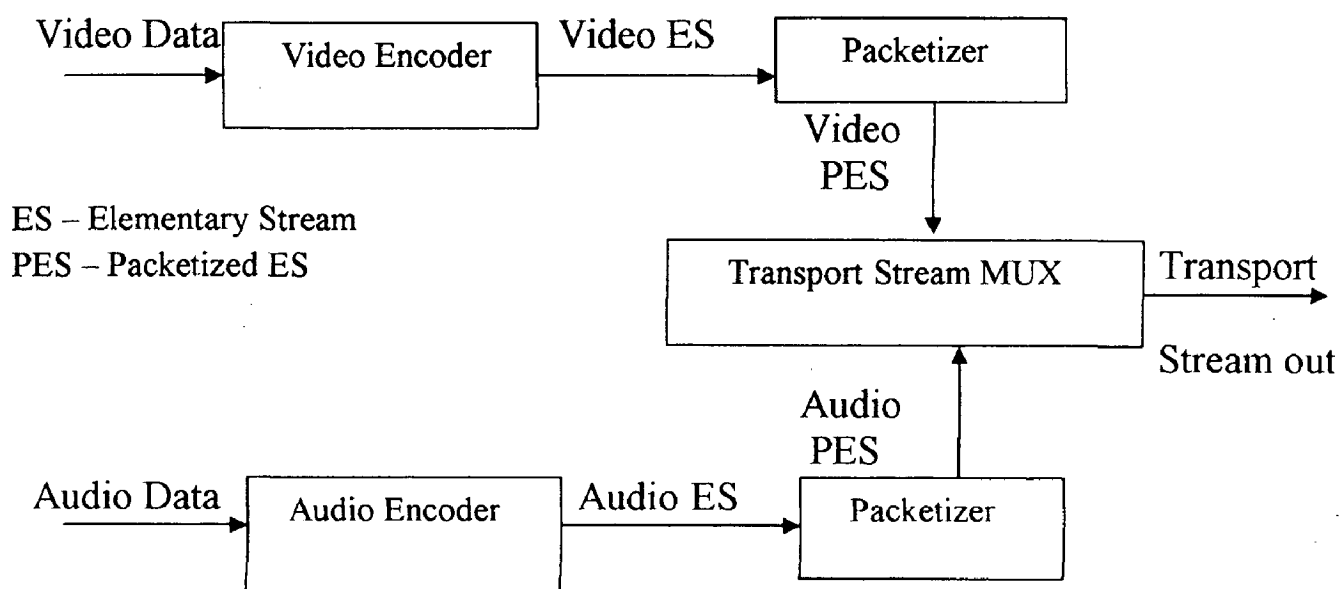 Video Data
Video Encoder
Video ES
Packetizer
Video
PES
ES – Elementary Stream
PES – Packetized ES
Transport Stream MUX
Transport
Stream out
Audio
PES
Audio Data
Audio Encoder
Audio ES
Packetizer